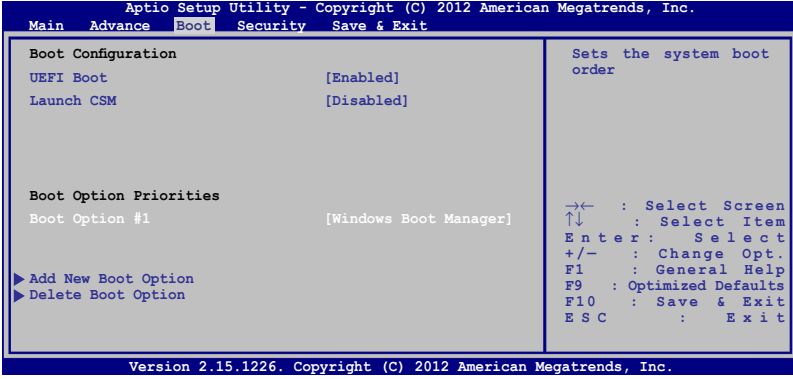 Aptio Setup Utility - Copyright (C) 2012 American Megatrends, Inc.
Main Advance Boot Security Save & Exit
Boot Configuration
UEFI Boot [Enabled]
Launch CSM [Disabled]
Boot Option Priorities
Boot Option #1 [Windows Boot Manager]
Add New Boot Option
Delete Boot Option
Sets the system boot
order
→← : Select Screen
↑↓ : Select Item
Enter: Select
+/— : Change Opt.
F1 : General Help
F9 : Optimized Defaults
F10 : Save & Exit
ESC : Exit
Version 2.15.1226. Copyright (C) 2012 American Megatrends, Inc.